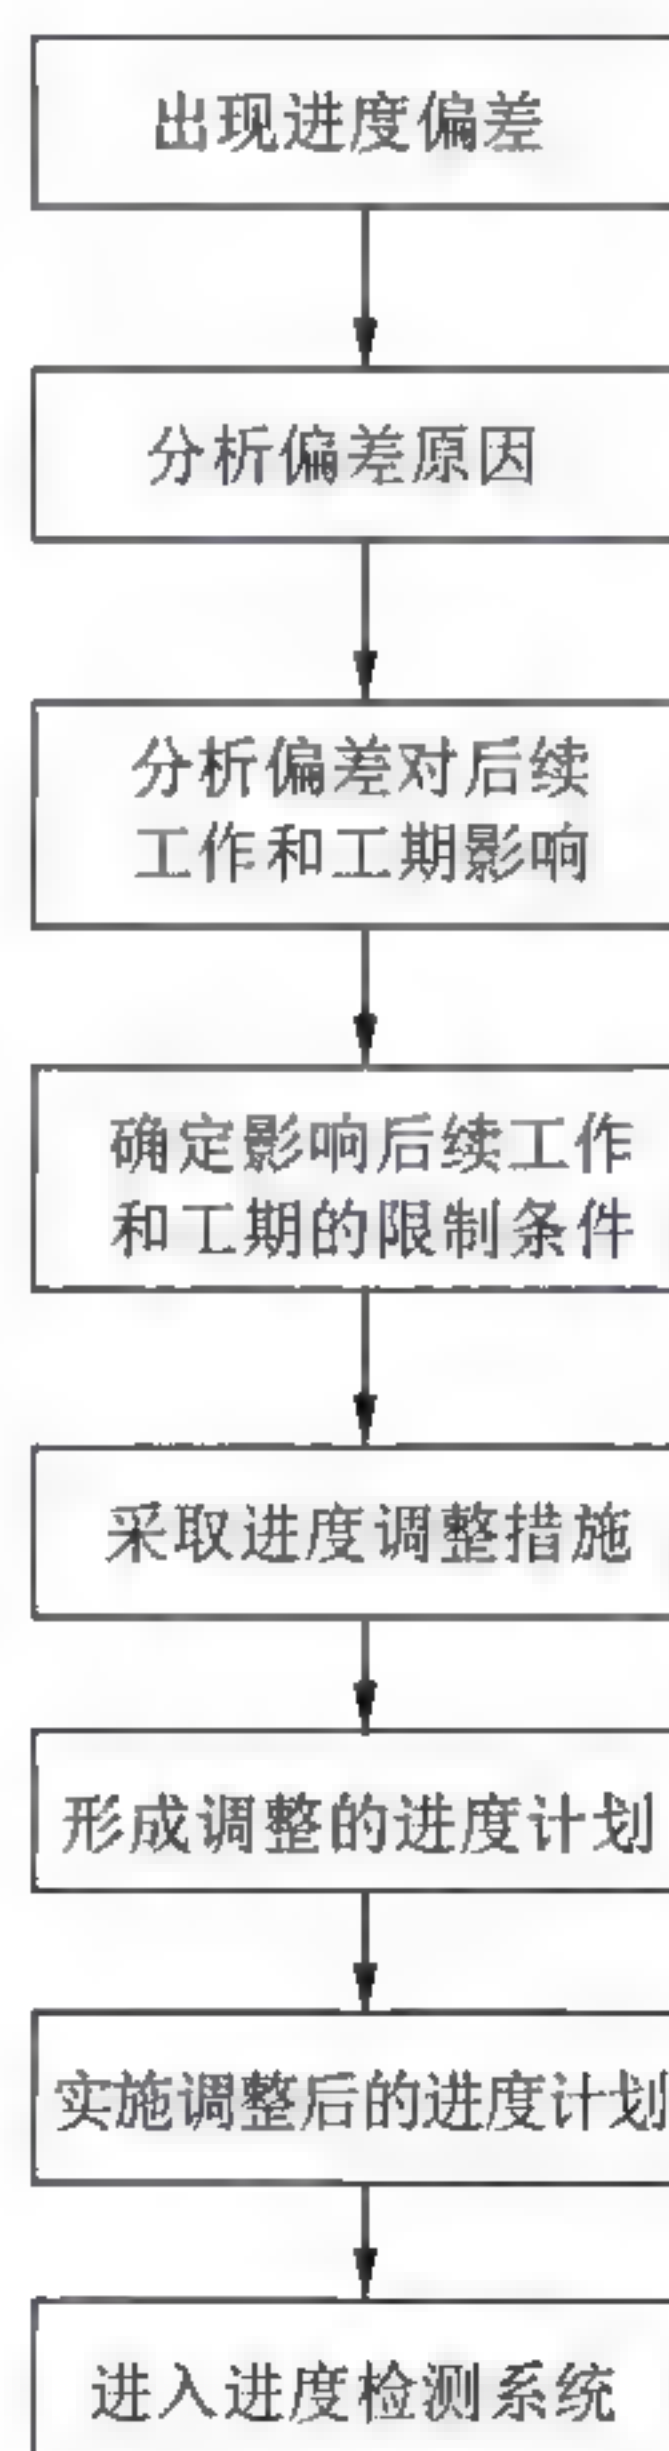 出现进度偏差
分析偏差原因
分析偏差对后续
工作和工期影响
确定影响后续工作
和工期的限制条件
采取进度调整措施
形成调整的进度计划
实施调整后的进度计划
进入进度检测系统